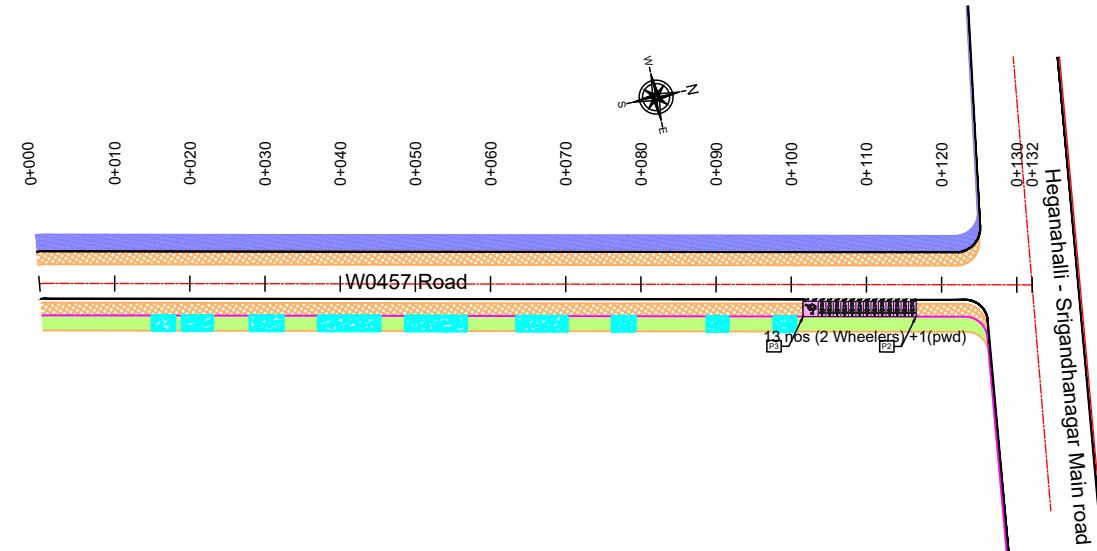 W
N
S
E
0+000
0+010
0+020
0+030
0+040
0+050
0+060
0+070
0+080
0+090
0+100
0+110
0+120
0+130
0+132
W0457 Road
Heganahalli - Srigandhanagar Main road
13 nos (2 Wheelers) +1(pwd)
P3
P2